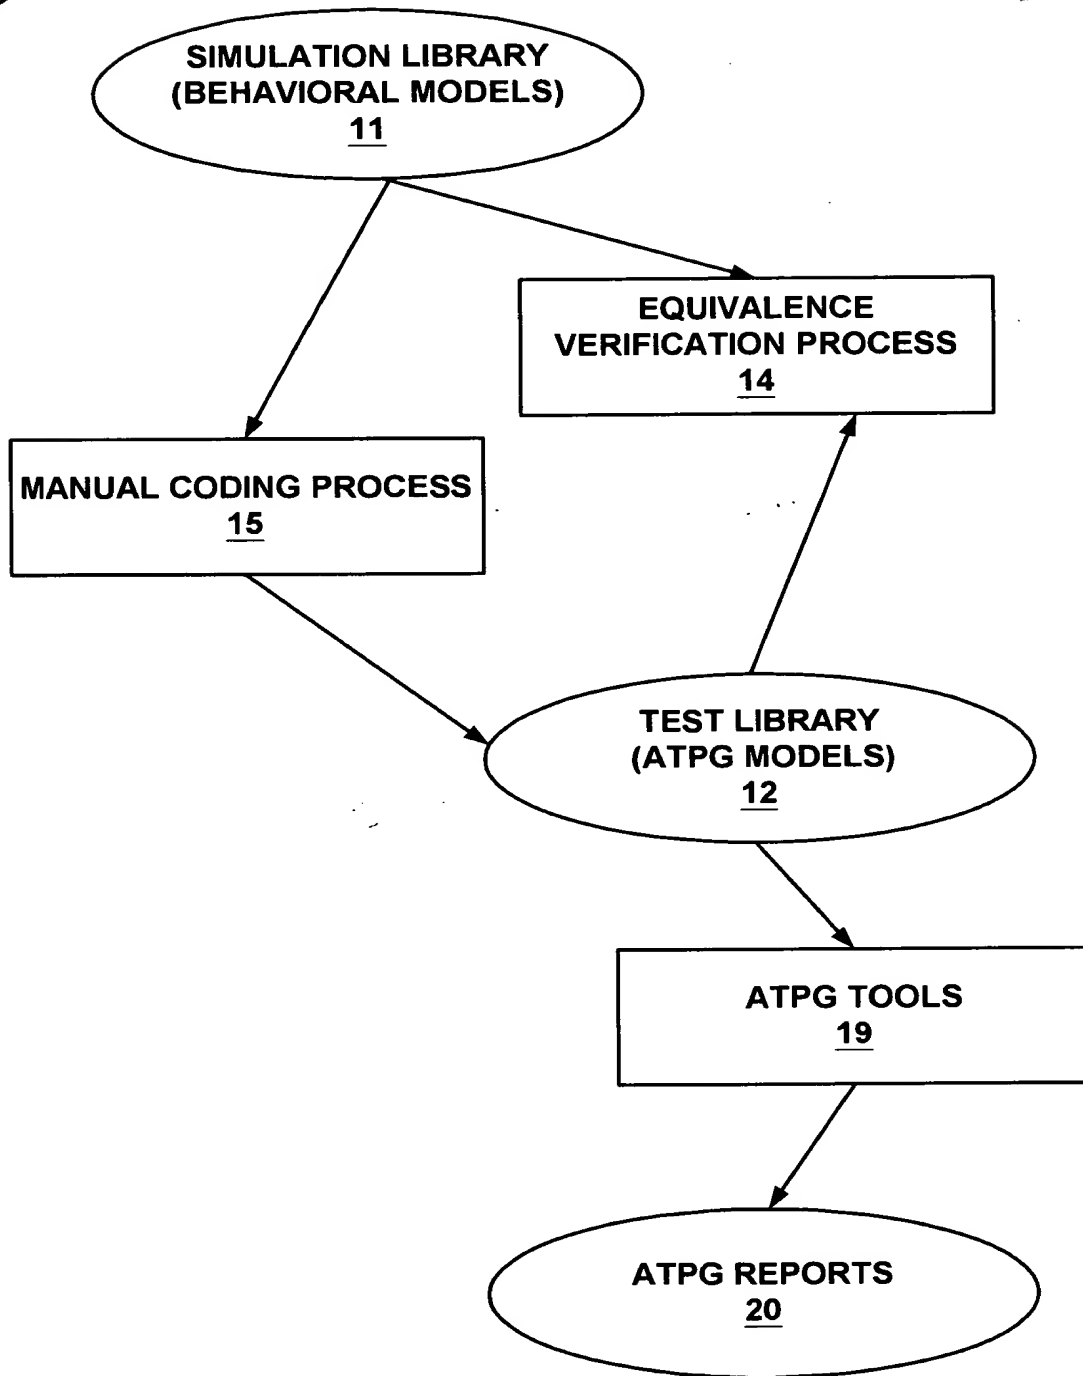 SIMULATION LIBRARY
(BEHAVIORAL MODELS)
11
EQUIVALENCE
VERIFICATION PROCESS
14
MANUAL CODING PROCESS
15
TEST LIBRARY
(ATPG MODELS)
12
ATPG TOOLS
19
ATPG REPORTS
20